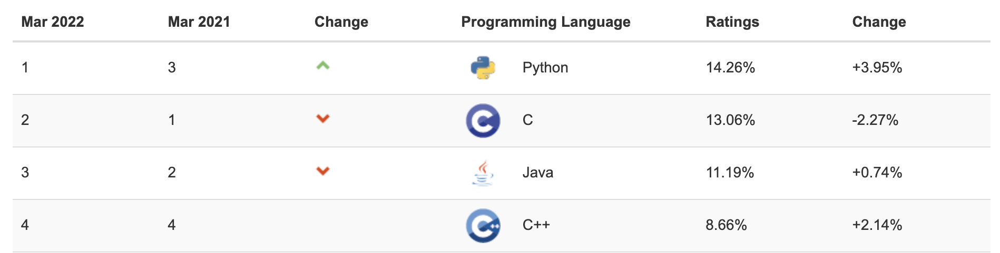 Mar 2022 Mar 2021 Change Programming Language Ratings Change
1 3 Python 14.26% +3.95%
2 1 C 13.06% -2.27%
3 2 Java 11.19% +0.74%
4 4 C++ 8.66% +2.14%